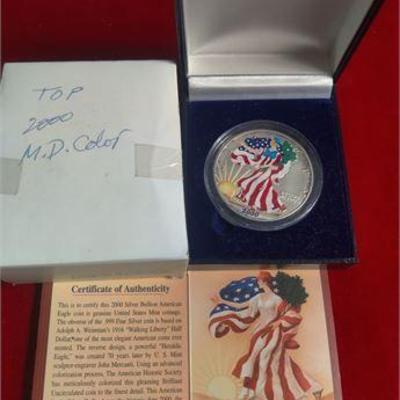 TOP
2000
M.D. Color
2000
Certificate of Authenticity
This is to certify this 2000 Silver Bullion American
Eagle coin is genuine United States Mint coinage.
The obverse of the .999 Fine Silver coin is based on
Adolph A. Weinman's 1916 "Walking Liberty" Half
Dollar, one of the most elegant American coins ever
minted. The reverse design, a powerful "Heraldic
Eagle," was created 70 years later by U. S. Mint
sculptor-engraver John Mercanti. Using an advanced
colorization process, The American Historic Society
has meticulously colorized this gleaming Brilliant
Uncirculated coin to the finest detail. This American
2000, the